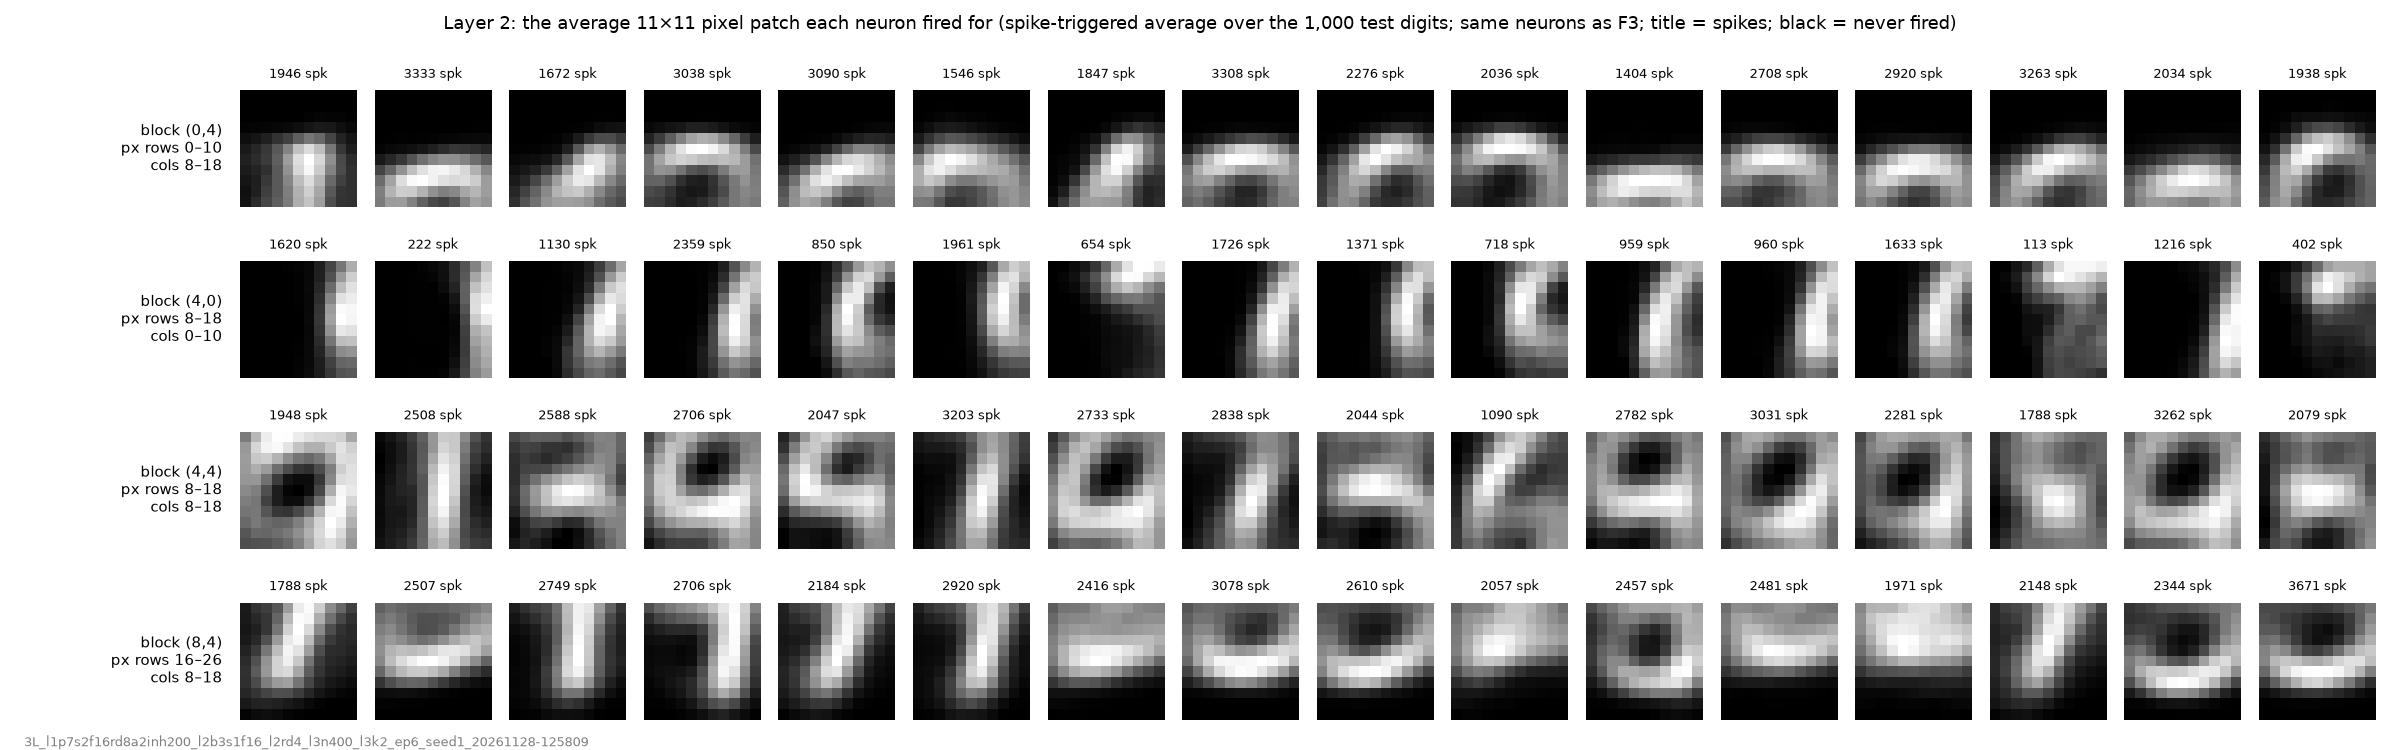 Layer 2: the average 11×11 pixel patch each neuron fired for (spike-triggered average over the 1,000 test digits; same neurons as F3; title = spikes; black = never fired)
1946 spk 3333 spk 1672 spk 3038 spk 3090 spk 1546 spk 1847 spk 3308 spk 2276 spk 2036 spk 1404 spk 2708 spk 2920 spk 3263 spk 2034 spk 1938 spk
block (0,4)
px rows 0–10
cols 8–18
1620 spk 222 spk 1130 spk 2359 spk 850 spk 1961 spk 654 spk 1726 spk 1371 spk 718 spk 959 spk 960 spk 1633 spk 113 spk 1216 spk 402 spk
block (4,0)
px rows 8–18
cols 0–10
1948 spk 2508 spk 2588 spk 2706 spk 2047 spk 3203 spk 2733 spk 2838 spk 2044 spk 1090 spk 2782 spk 3031 spk 2281 spk 1788 spk 3262 spk 2079 spk
block (4,4)
px rows 8–18
cols 8–18
1788 spk 2507 spk 2749 spk 2706 spk 2184 spk 2920 spk 2416 spk 3078 spk 2610 spk 2057 spk 2457 spk 2481 spk 1971 spk 2148 spk 2344 spk 3671 spk
block (8,4)
px rows 16–26
cols 8–18
3L_l1p7s2f16rd8a2inh200_l2b3s1f16_l2rd4_l3n400_l3k2_ep6_seed1_20261128-125809